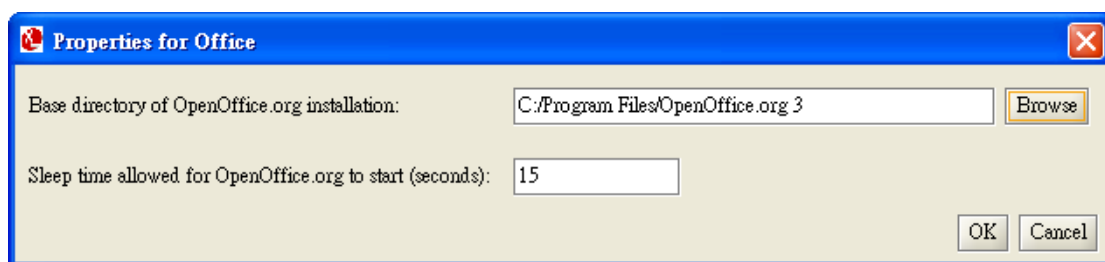 Properties for Office
Base directory of OpenOffice.org installation: C:/Program Files/OpenOffice.org 3 Browse
Sleep time allowed for OpenOffice.org to start (seconds): 15
OK Cancel